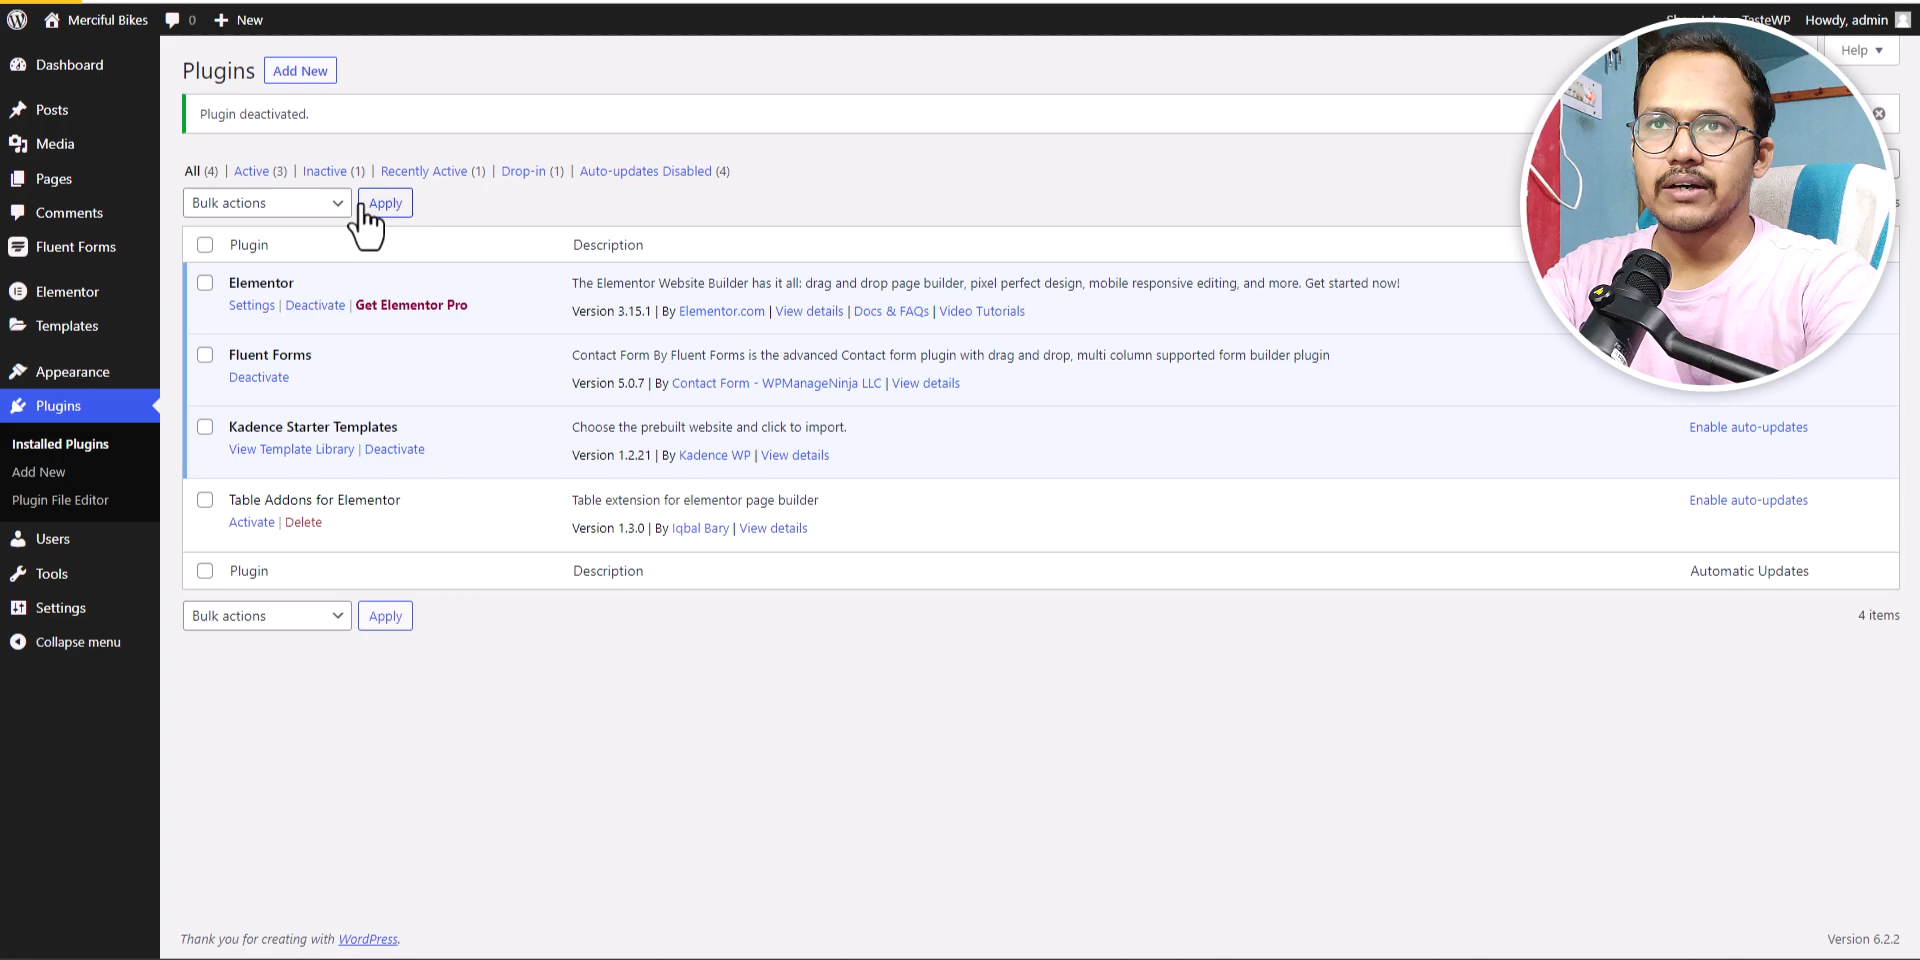 Merciful Bikes 0 New TasteWP Howdy, admin
Help
Dashboard
Posts
Media
Pages
Comments
Fluent Forms
Elementor
Templates
Appearance
Plugins
Installed Plugins
Add New
Plugin File Editor
Users
Tools
Settings
Collapse menu
Plugins Add New
Plugin deactivated.
All (4) | Active (3) | Inactive (1) | Recently Active (1) | Drop-in (1) | Auto-updates Disabled (4)
Bulk actions Apply
Plugin Description
Elementor The Elementor Website Builder has it all: drag and drop page builder, pixel perfect design, mobile responsive editing, and more. Get started now!
Settings | Deactivate | Get Elementor Pro
Version 3.15.1 | By Elementor.com | View details | Docs & FAQs | Video Tutorials
Fluent Forms Contact Form By Fluent Forms is the advanced Contact form plugin with drag and drop, multi column supported form builder plugin
Deactivate
Version 5.0.7 | By Contact Form - WPManageNinja LLC | View details
Kadence Starter Templates Choose the prebuilt website and click to import. Enable auto-updates
View Template Library | Deactivate
Version 1.2.21 | By Kadence WP | View details
Table Addons for Elementor Table extension for elementor page builder Enable auto-updates
Activate | Delete
Version 1.3.0 | By Iqbal Bary | View details
Plugin Description Automatic Updates
Bulk actions Apply 4 items
Thank you for creating with WordPress. Version 6.2.2